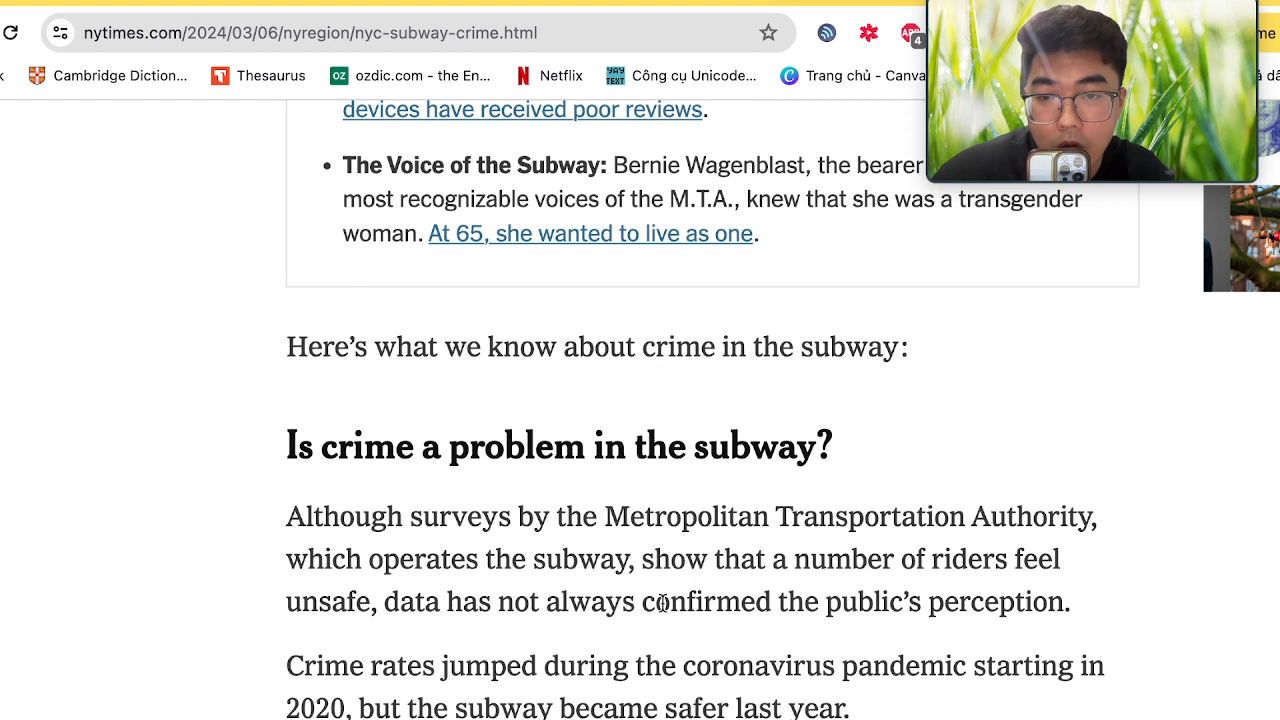 nytimes.com/2024/03/06/nyregion/nyc-subway-crime.html
4
me
k
Cambridge Diction...
T
Thesaurus
OZ
ozdic.com - the En...
N
Netflix
YAY
TEXT
Công cụ Unicode...
C
Trang chủ - Canva
devices have received poor reviews.
• The Voice of the Subway: Bernie Wagenblast, the bearer
most recognizable voices of the M.T.A., knew that she was a transgender
woman. At 65, she wanted to live as one.
Here’s what we know about crime in the subway:
Is crime a problem in the subway?
Although surveys by the Metropolitan Transportation Authority,
which operates the subway, show that a number of riders feel
unsafe, data has not always confirmed the public’s perception.
Crime rates jumped during the coronavirus pandemic starting in
2020, but the subway became safer last year.